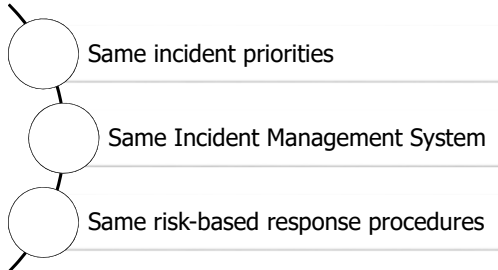 Same incident priorities
Same Incident Management System
Same risk-based response procedures